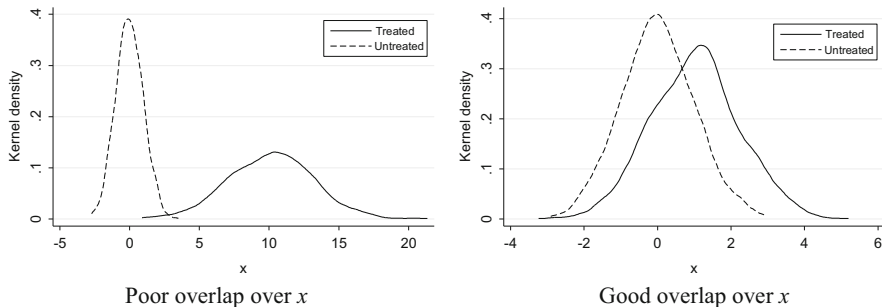 .4
.3
.2
.1
0
Kernel density
Treated
Untreated
-5
0
5
10
15
20
x
Poor overlap over x
.4
.3
.2
.1
0
Kernel density
Treated
Untreated
-4
-2
0
2
4
6
x
Good overlap over x